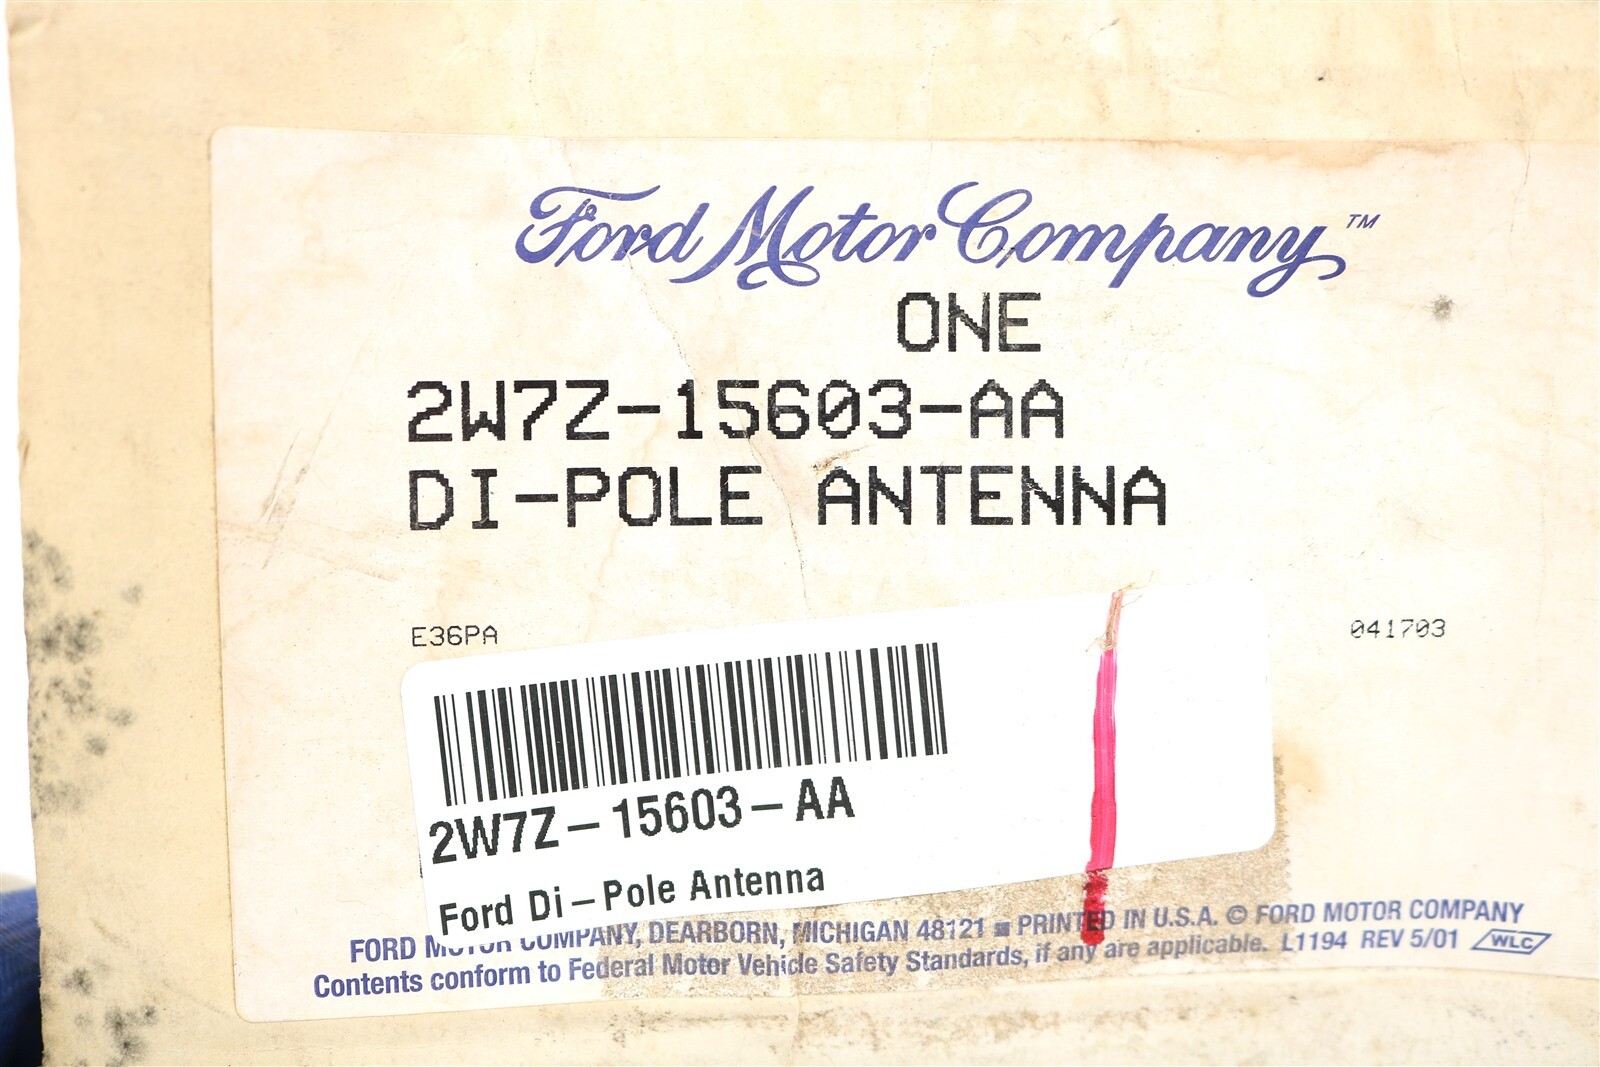 Ford Motor Company™
ONE
2W7Z-15603-AA
DI-POLE ANTENNA
E36PA
041703
2W7Z-15603-AA
Ford Di-Pole Antenna
FORD MOTOR COMPANY, DEARBORN, MICHIGAN 48121 ■ PRINTED IN U.S.A. © FORD MOTOR COMPANY
Contents conform to Federal Motor Vehicle Safety Standards, if any are applicable. L1194 REV 5/01 WLC